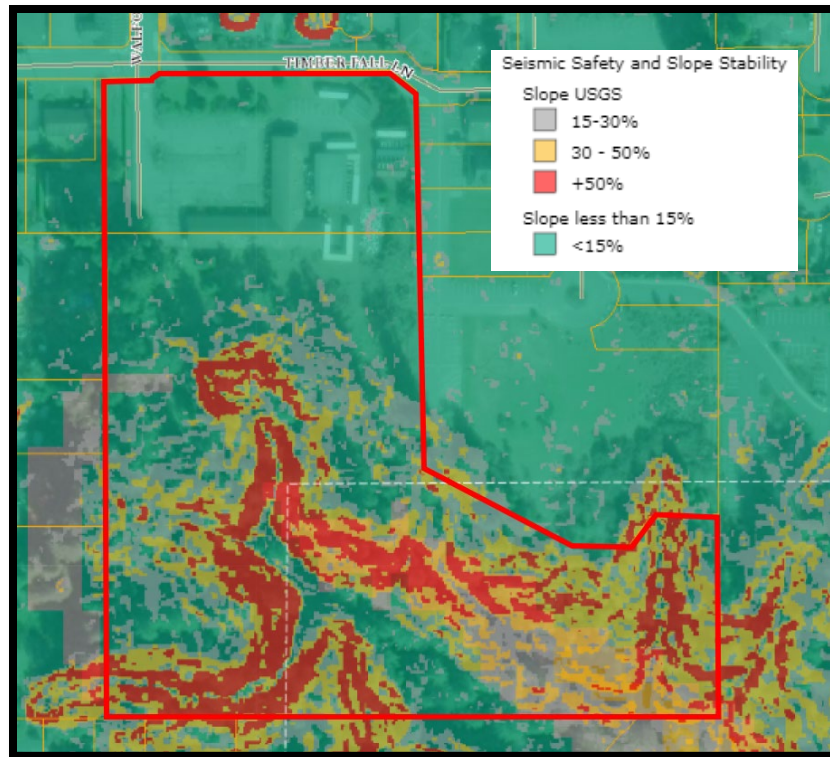 TIMBER FALL LN
Seismic Safety and Slope Stability
Slope USGS
15-30%
30 - 50%
+50%
Slope less than 15%
<15%